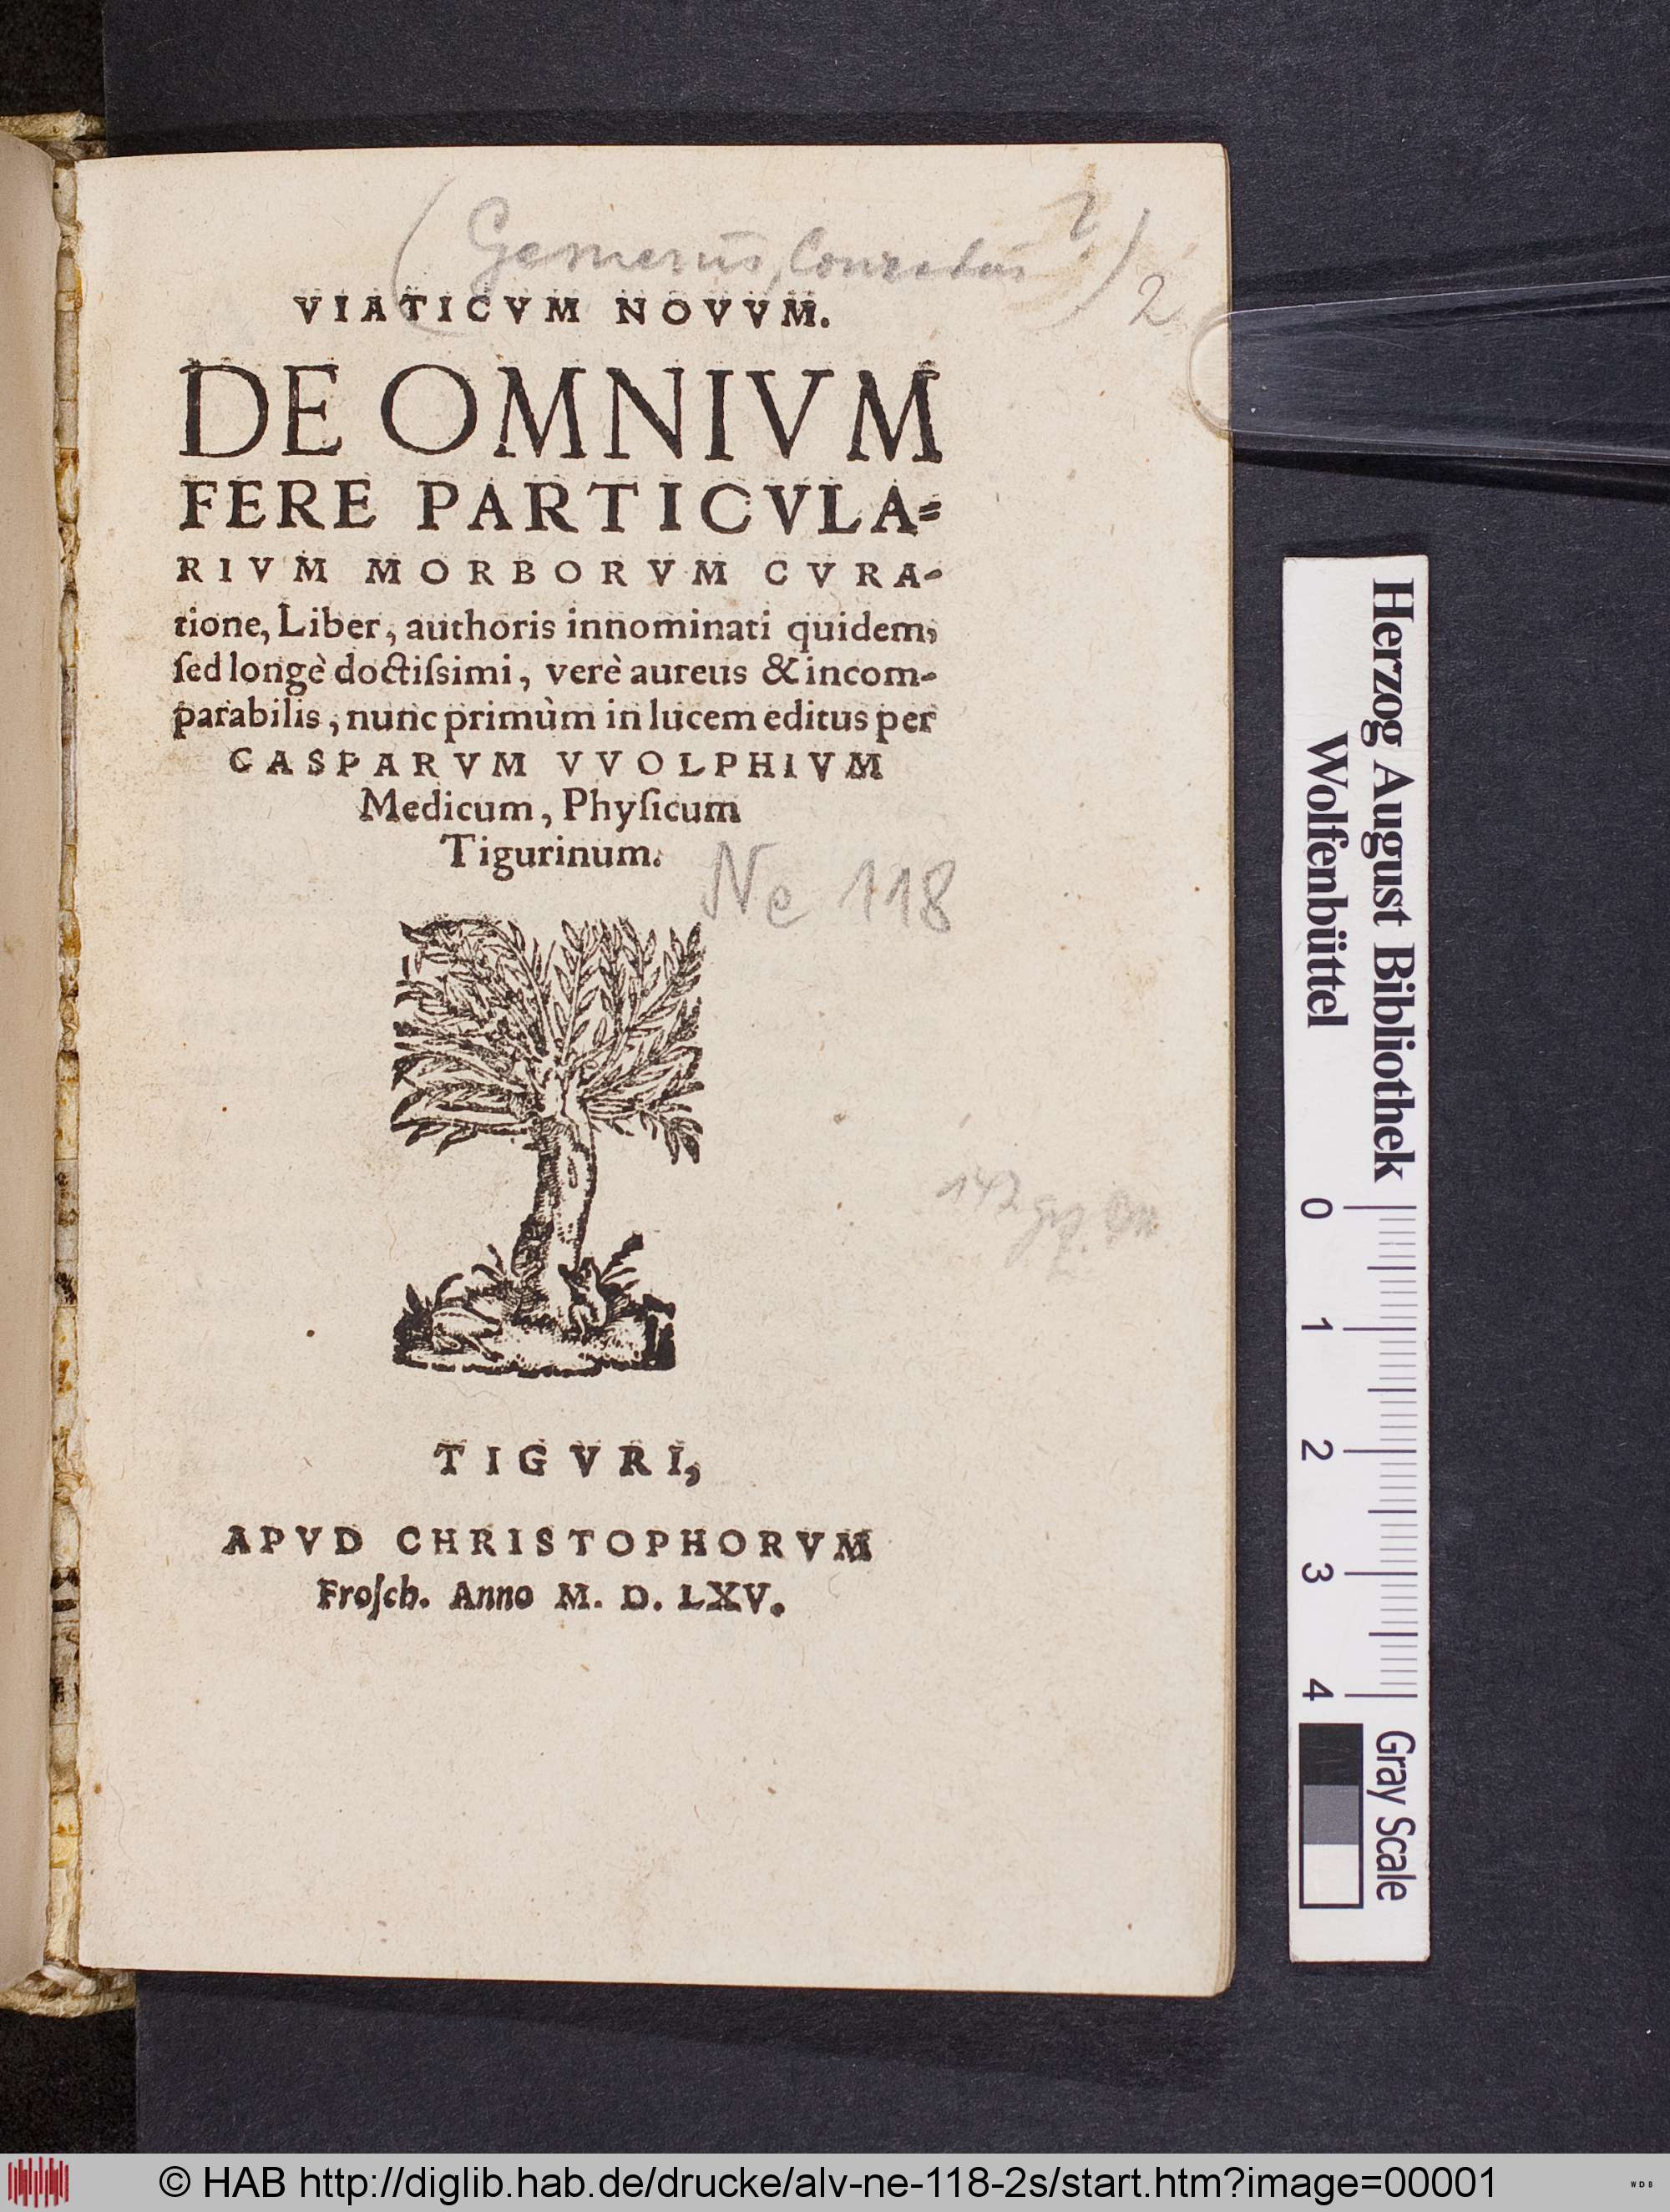 (Gesnerus, Conradus ?)
2
VIATICVM NOVVM.
DE OMNIVM
FERE PARTICVLA=
RIVM MORBORVM CVRA-
tione, Liber, authoris innominati quidem,
ſed longè doctiſsimi, verè aureus & incom-
parabilis, nunc primùm in lucem editus per
CASPARVM VVOLPHIVM
Medicum, Phyſicum
Tigurinum.
Ne 118
TIGVRI,
APVD CHRISTOPHORVM
Froſch. Anno M. D. LXV.
Herzog August Bibliothek
Wolfenbüttel
0 1 2 3 4
Gray Scale
© HAB http://diglib.hab.de/drucke/alv-ne-118-2s/start.htm?image=00001
WDB